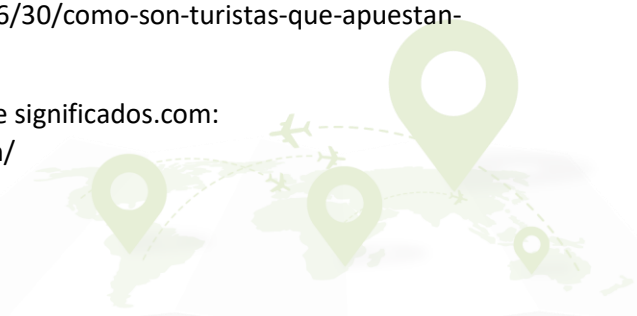 6/30/como-son-turistas-que-apuestan-
e significados.com:
/